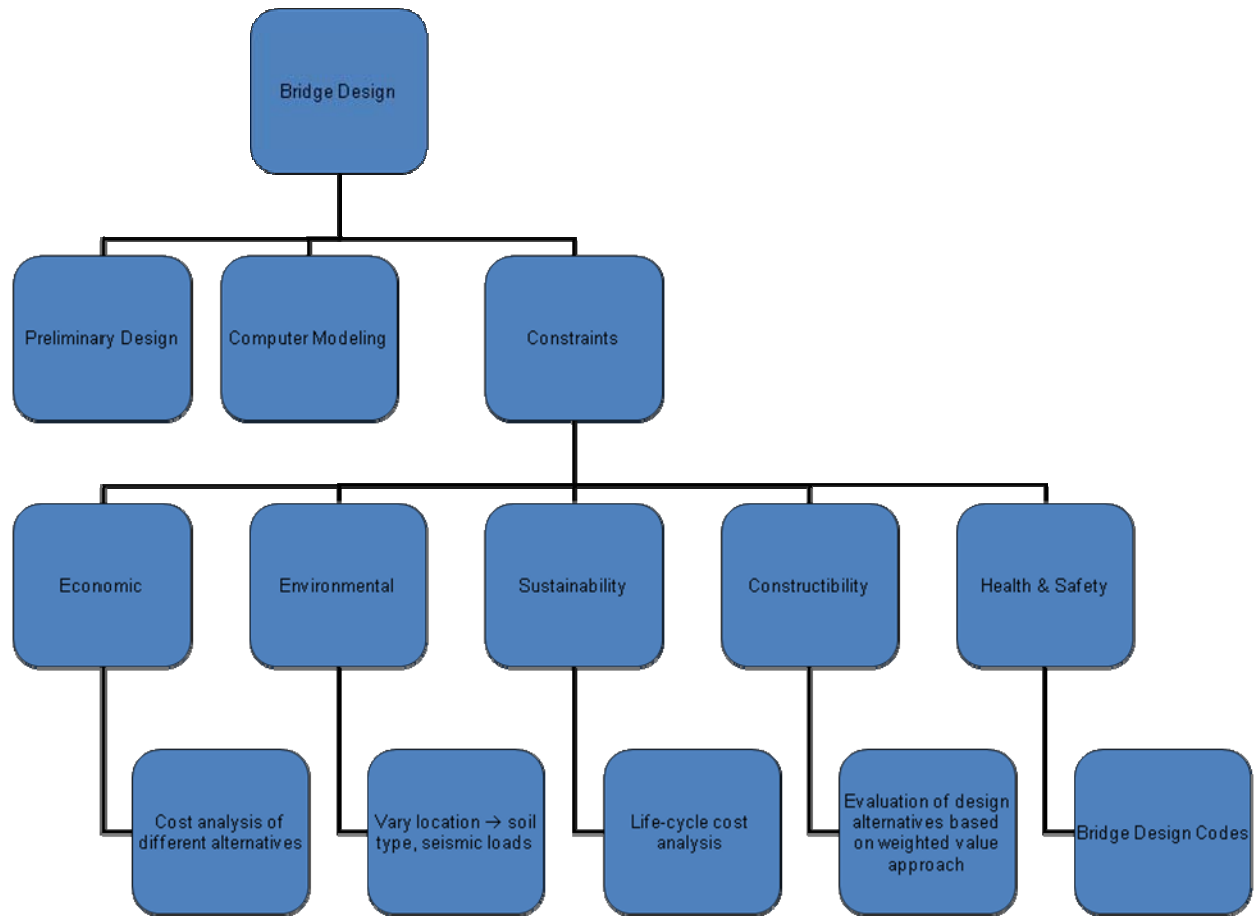 Bridge Design
Preliminary Design
Computer Modeling
Constraints
Economic
Environmental
Sustainability
Constructibility
Health & Safety
Cost analysis of
different alternatives
Vary location → soil
type, seismic loads
Life-cycle cost
analysis
Evaluation of design
alternatives based
on weighted value
approach
Bridge Design Codes